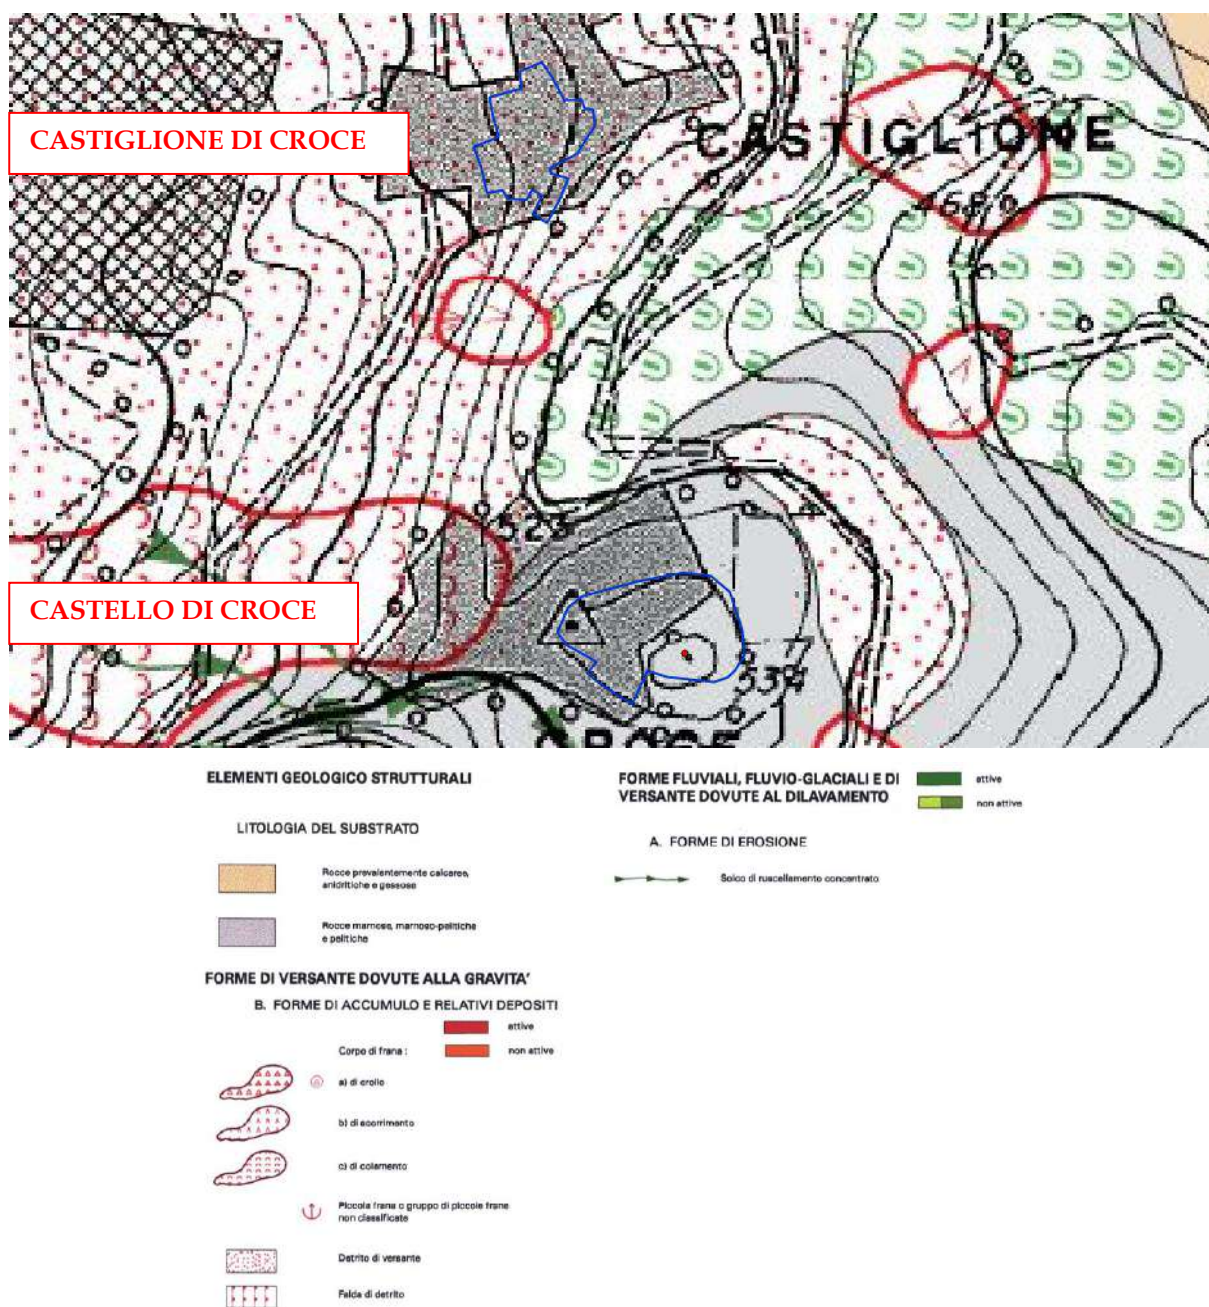 CASTIGLIONE DI CROCE
CASTIGLIONE
A
523
CASTELLO DI CROCE
534
CROCE
ELEMENTI GEOLOGICO STRUTTURALI
LITOLOGIA DEL SUBSTRATO
Rocce prevalentemente calcaree,
anidritiche e gessose
Rocce marnose, marnoso-pelitiche
e pelitiche
FORME DI VERSANTE DOVUTE ALLA GRAVITA'
B. FORME DI ACCUMULO E RELATIVI DEPOSITI
attive
Corpo di frana :
non attive
a) di crollo
b) di scorrimento
c) di colamento
Piccola frana o gruppo di piccole frane
non classificate
Detrito di versante
Falda di detrito
FORME FLUVIALI, FLUVIO-GLACIALI E DI
VERSANTE DOVUTE AL DILAVAMENTO
attive
non attive
A. FORME DI EROSIONE
Solco di ruscellamento concentrato